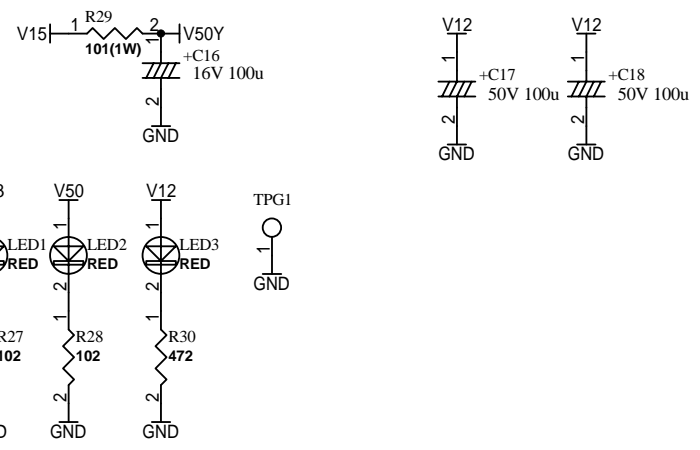 R29
V15
1
2
V50Y
101(1W)
1
+C16
16V 100u
2
GND
V12
1
+C17
50V 100u
2
GND
V12
1
+C18
50V 100u
2
GND
LED1
RED
R27
102
V50
1
LED2
RED
2
1
R28
102
2
GND
V12
1
LED3
RED
2
1
R30
472
2
GND
TPG1
1
GND